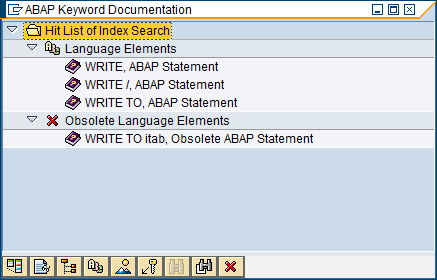 ABAP Keyword Documentation
Hit List of Index Search
Language Elements
WRITE, ABAP Statement
WRITE /, ABAP Statement
WRITE TO, ABAP Statement
Obsolete Language Elements
WRITE TO itab, Obsolete ABAP Statement